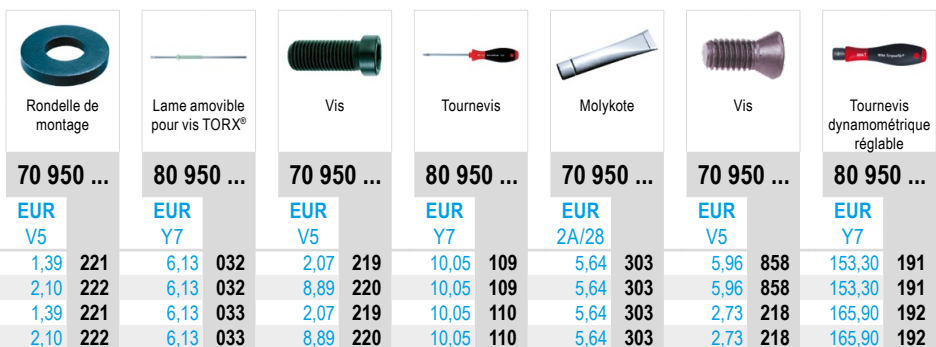 Rondelle de montage
Lame amovible pour vis TORX®
Vis
Tournevis
Molykote
Vis
Tournevis dynamométrique réglable
70 950 ... 80 950 ... 70 950 ... 80 950 ... 70 950 ... 70 950 ... 80 950 ...
EUR EUR EUR EUR EUR EUR EUR
V5 Y7 V5 Y7 2A/28 V5 Y7
1,39 221 6,13 032 2,07 219 10,05 109 5,64 303 5,96 858 153,30 191
2,10 222 6,13 032 8,89 220 10,05 109 5,64 303 5,96 858 153,30 191
1,39 221 6,13 033 2,07 219 10,05 110 5,64 303 2,73 218 165,90 192
2,10 222 6,13 033 8,89 220 10,05 110 5,64 303 2,73 218 165,90 192